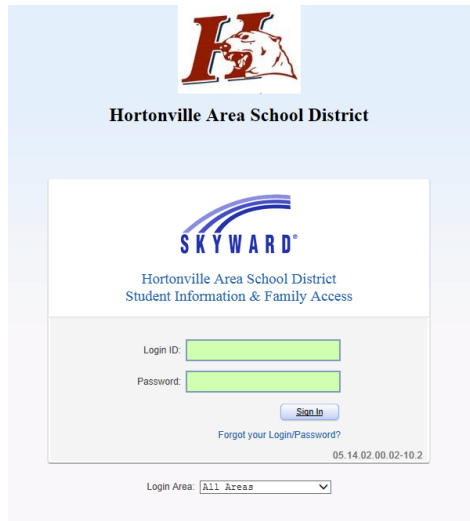 H
Hortonville Area School District
SKYWARD®
Hortonville Area School District
Student Information & Family Access
Login ID:
Password:
Sign In
Forgot your Login/Password?
05.14.02.00.02-10.2
Login Area: All Areas